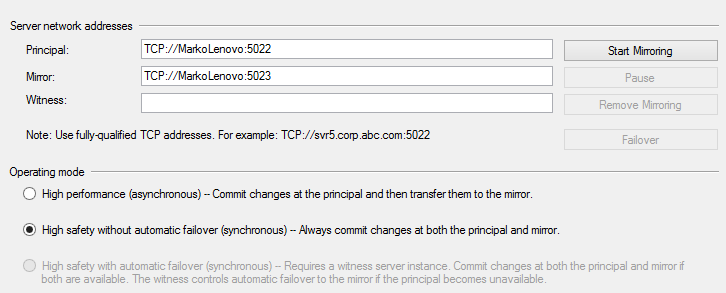 Server network addresses
Principal: TCP://MarkoLenovo:5022 Start Mirroring
Mirror: TCP://MarkoLenovo:5023 Pause
Witness: Remove Mirroring
Note: Use fully-qualified TCP addresses. For example: TCP://svr5.corp.abc.com:5022 Failover
Operating mode
High performance (asynchronous) – Commit changes at the principal and then transfer them to the mirror.
High safety without automatic failover (synchronous) – Always commit changes at both the principal and mirror.
High safety with automatic failover (synchronous) – Requires a witness server instance. Commit changes at both the principal and mirror if
both are available. The witness controls automatic failover to the mirror if the principal becomes unavailable.